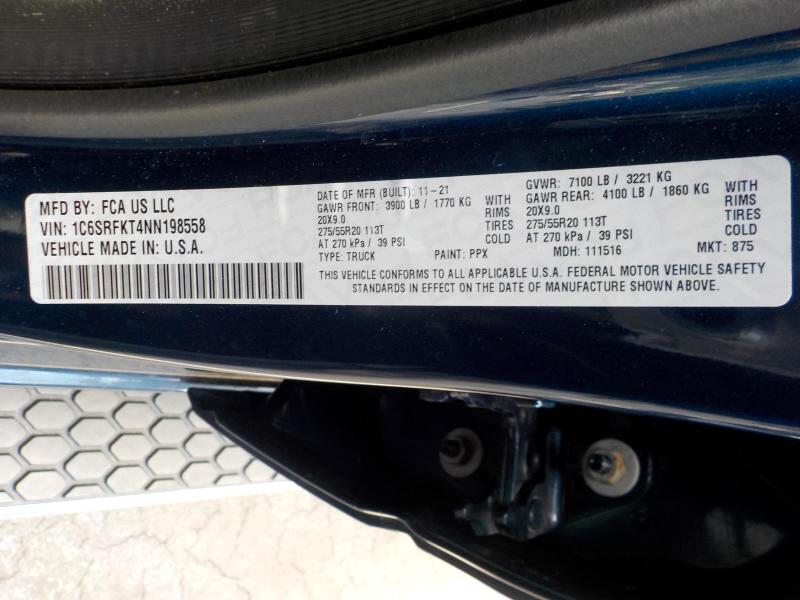 MFD BY: FCA US LLC
VIN: 1C6SRFKT4NN198558
VEHICLE MADE IN U.S.A.
DATE OF MFR (BUILT): 11-21
GAWR FRONT: 3900 LB / 1770 KG WITH
20X9.0 RIMS
275/55R20 113T TIRES
AT 270 kPa / 39 PSI COLD
TYPE: TRUCK PAINT: PPX
GVWR: 7100 LB / 3221 KG
GAWR REAR: 4100 LB / 1860 KG WITH
20X9.0 RIMS
275/55R20 113T TIRES
AT 270 kPa / 39 PSI COLD
MDH: 111516 MKT: 875
THIS VEHICLE CONFORMS TO ALL APPLICABLE U.S.A. FEDERAL MOTOR VEHICLE SAFETY
STANDARDS IN EFFECT ON THE DATE OF MANUFACTURE SHOWN ABOVE.